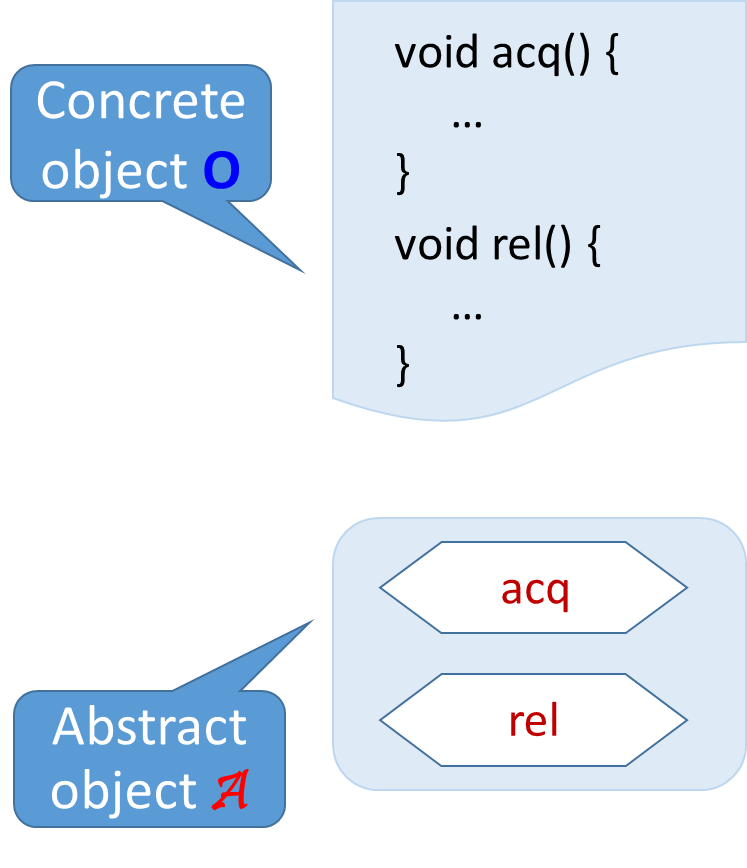 Concrete
object O
void acq() {
…
}
void rel() {
…
}
acq
rel
Abstract
object 𝒜